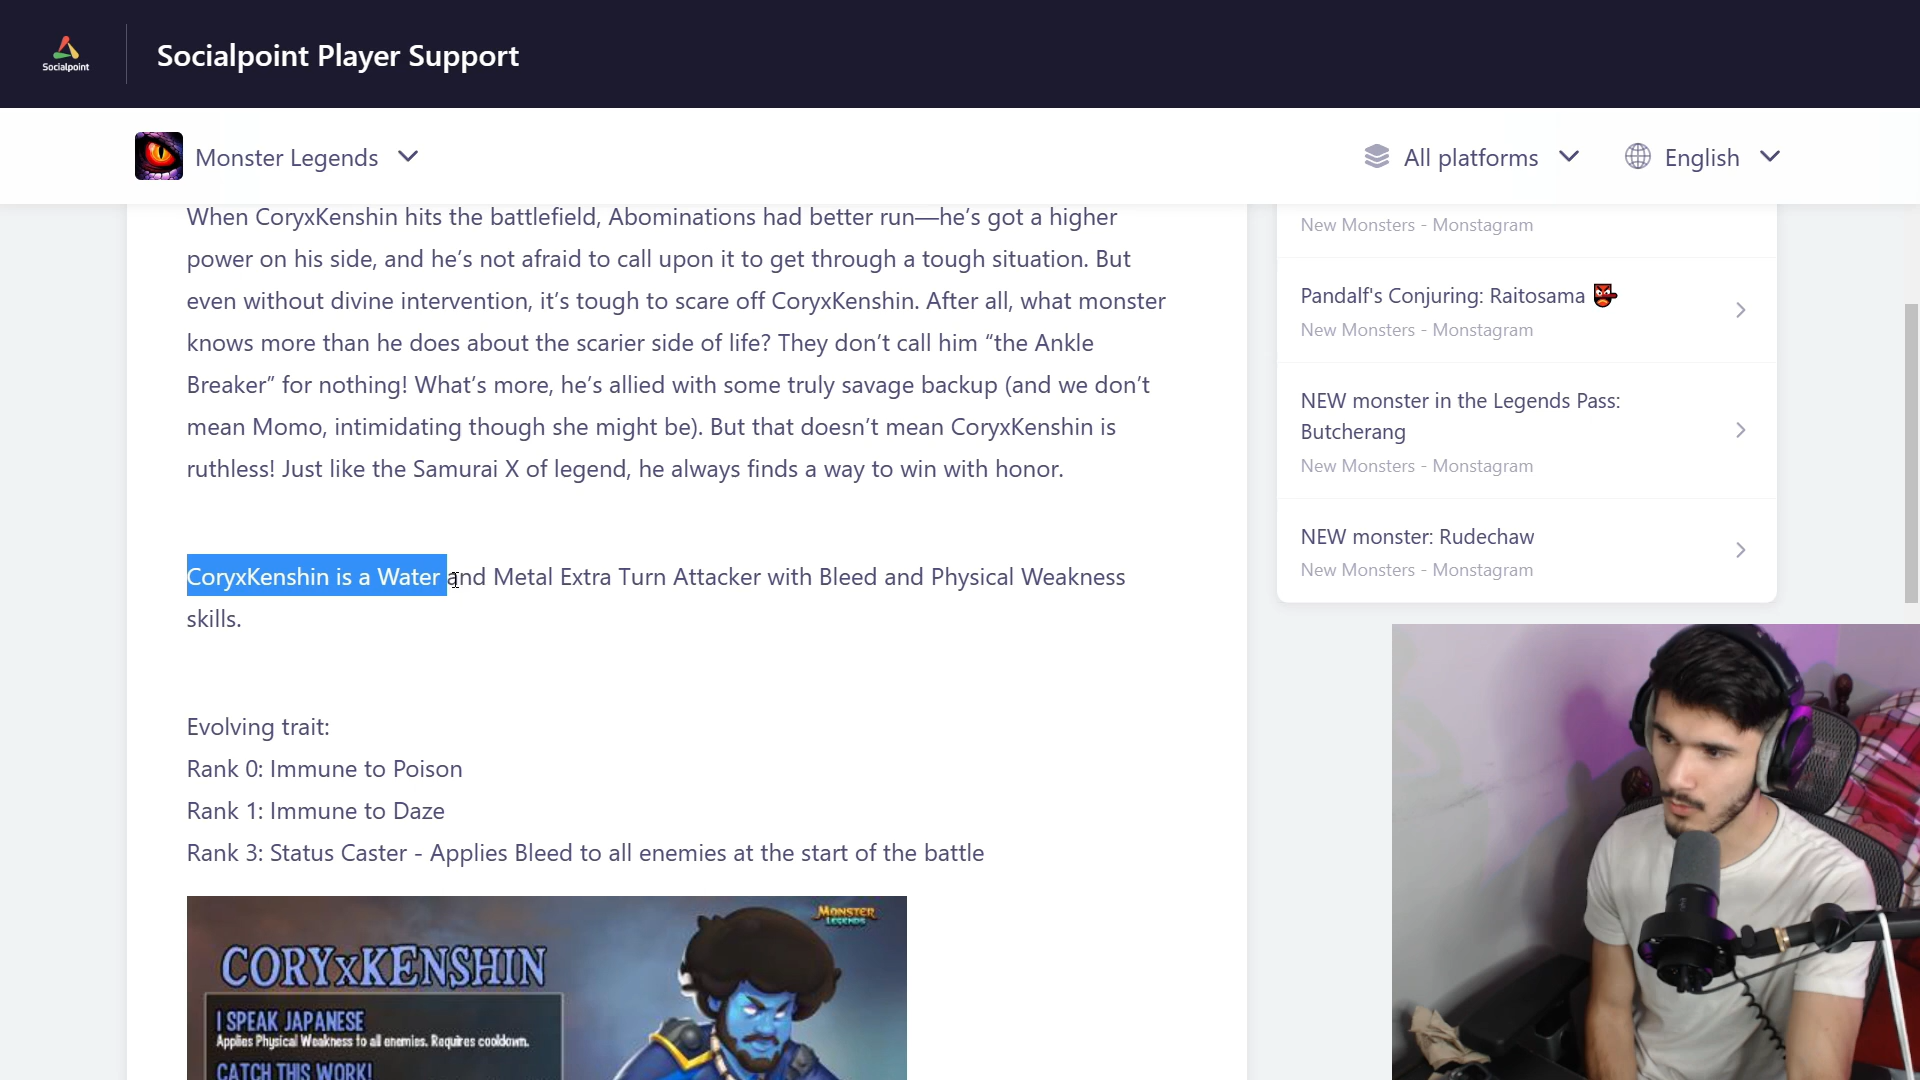 Socialpoint
Socialpoint Player Support
Monster Legends
All platforms
English
When CoryxKenshin hits the battlefield, Abominations had better run—he’s got a higher
power on his side, and he’s not afraid to call upon it to get through a tough situation. But
even without divine intervention, it’s tough to scare off CoryxKenshin. After all, what monster
knows more than he does about the scarier side of life? They don’t call him “the Ankle
Breaker” for nothing! What’s more, he’s allied with some truly savage backup (and we don’t
mean Momo, intimidating though she might be). But that doesn’t mean CoryxKenshin is
ruthless! Just like the Samurai X of legend, he always finds a way to win with honor.
CoryxKenshin is a Water and Metal Extra Turn Attacker with Bleed and Physical Weakness
skills.
Evolving trait:
Rank 0: Immune to Poison
Rank 1: Immune to Daze
Rank 3: Status Caster - Applies Bleed to all enemies at the start of the battle
MONSTER
LEGENDS
CORYxKENSHIN
I SPEAK JAPANESE
Applies Physical Weakness to all enemies. Requires cooldown.
CATCH THIS WORK!
New Monsters - Monstagram
Pandalf's Conjuring: Raitosama
New Monsters - Monstagram
NEW monster in the Legends Pass:
Butcherang
New Monsters - Monstagram
NEW monster: Rudechaw
New Monsters - Monstagram